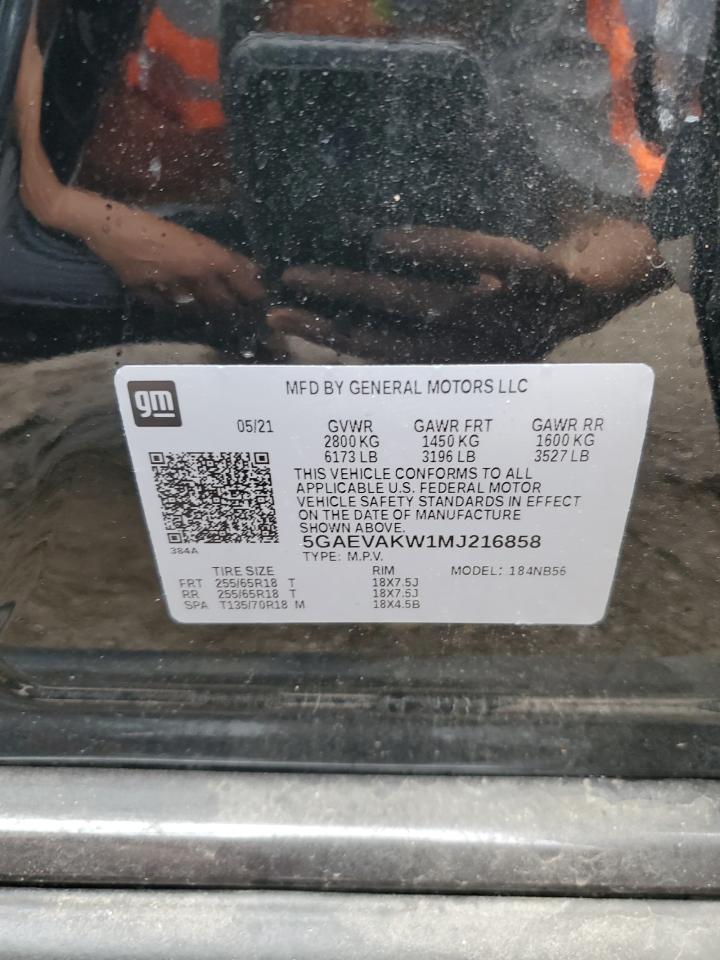 gm
MFD BY GENERAL MOTORS LLC
05/21 GVWR GAWR FRT GAWR RR
2800 KG 1450 KG 1600 KG
6173 LB 3196 LB 3527 LB
THIS VEHICLE CONFORMS TO ALL
APPLICABLE U.S. FEDERAL MOTOR
VEHICLE SAFETY STANDARDS IN EFFECT
ON THE DATE OF MANUFACTURE
SHOWN ABOVE.
384A
5GAEVAKW1MJ216858
TYPE: M.P.V.
TIRE SIZE RIM MODEL: 184NB56
FRT 255/65R18 T 18X7.5J
RR 255/65R18 T 18X7.5J
SPA T135/70R18 M 18X4.5B